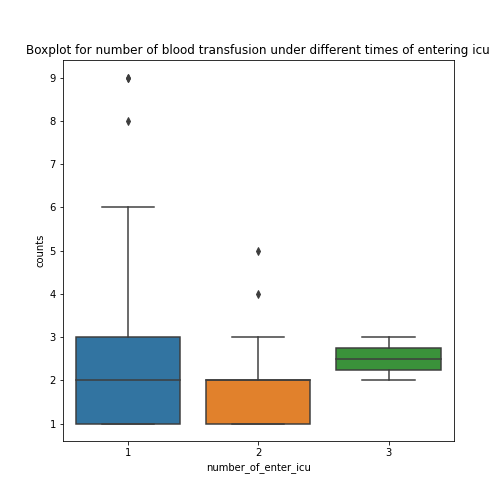 Boxplot for number of blood transfusion under different times of entering icu
9
8
7
6
5
4
3
2
1
counts
1 2 3
number_of_enter_icu